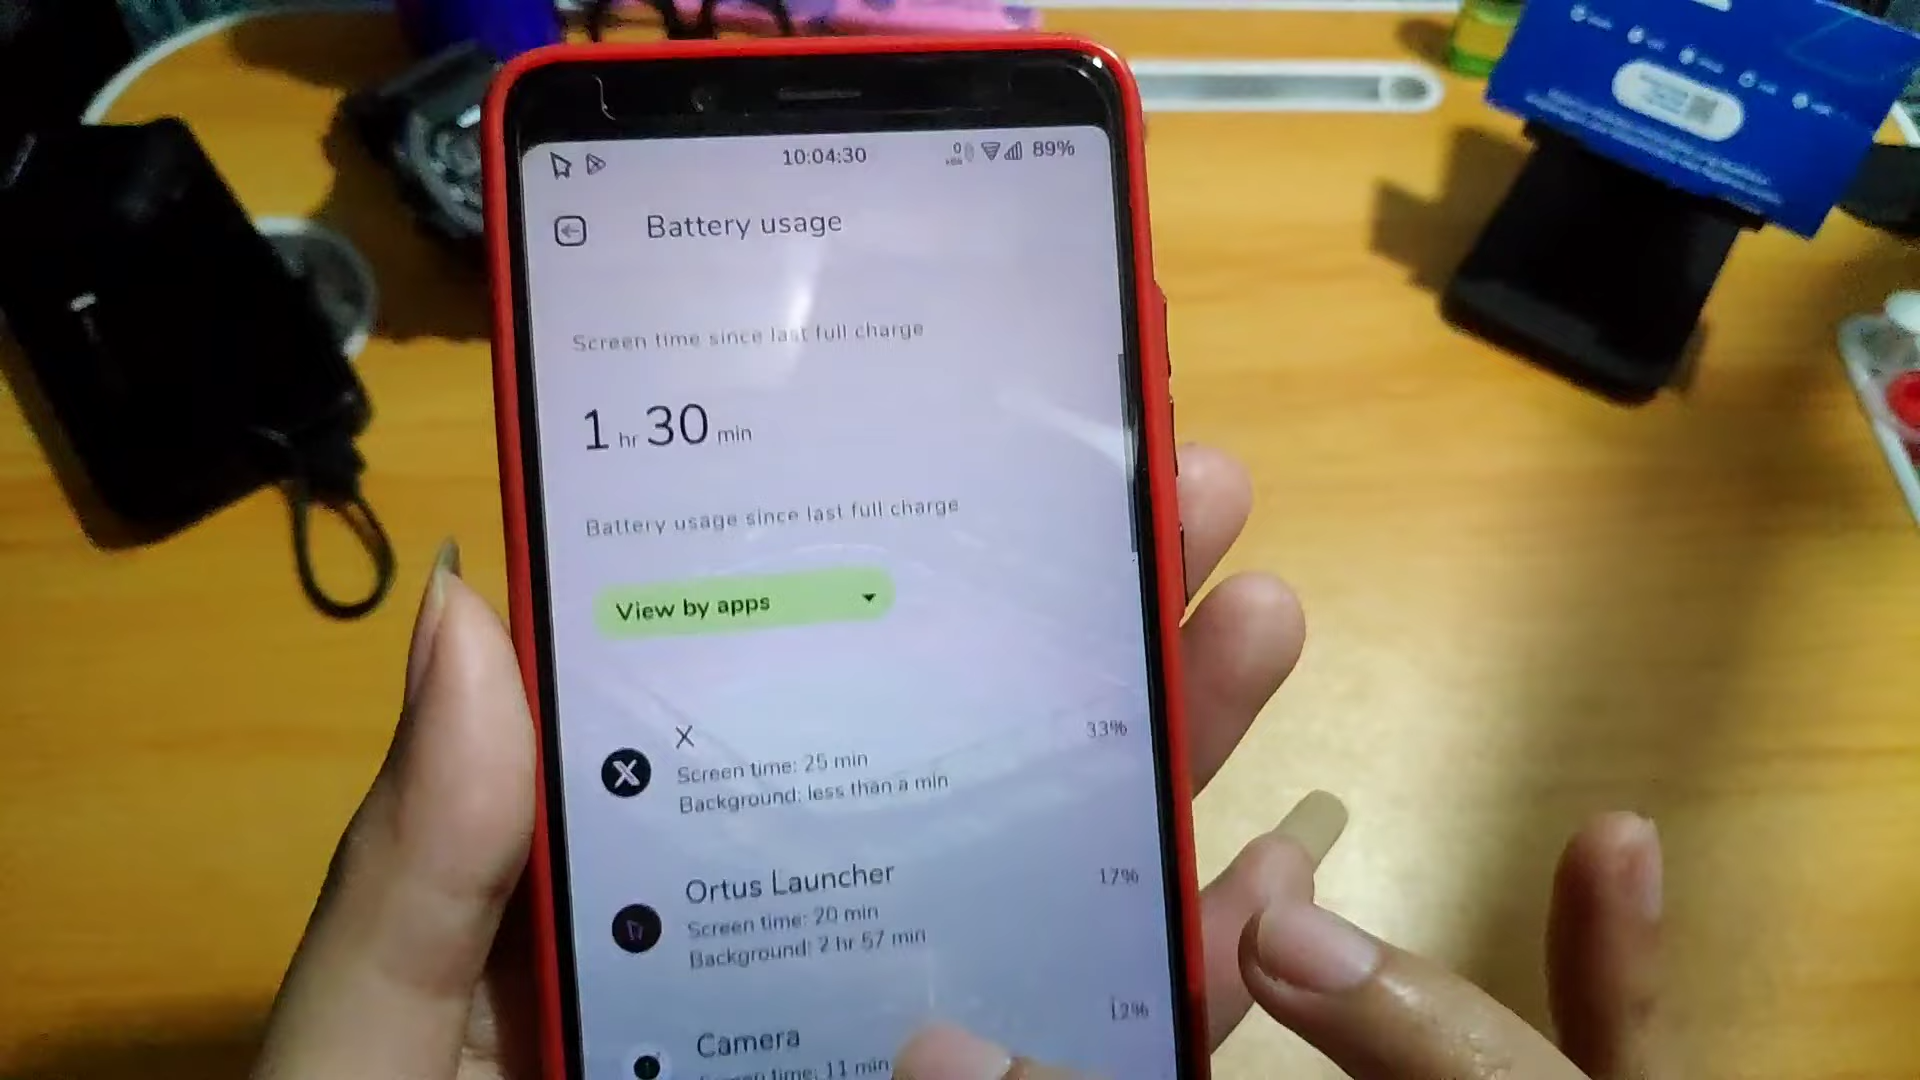 10:04:30
89%
Battery usage
Screen time since last full charge
1 hr 30 min
Battery usage since last full charge
View by apps
X
33%
Screen time: 25 min
Background: less than a min
Ortus Launcher
17%
Screen time: 20 min
Background: 2 hr 57 min
Camera
12%
Screen time: 11 min